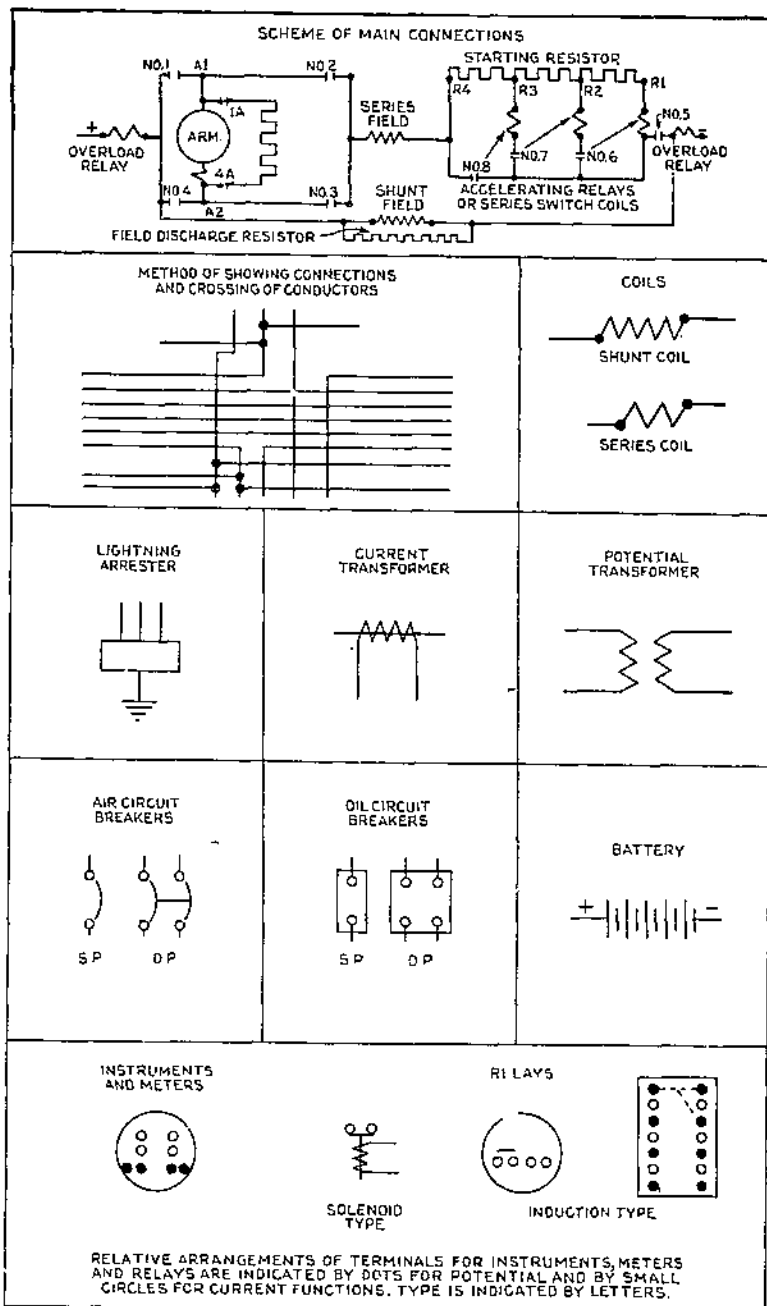 SCHEME OF MAIN CONNECTIONS
NO.1
A1
NO.2
STARTING RESISTOR
R4
R3
R2
R1
1A
SERIES
FIELD
NO.5
+
ARM.
−
OVERLOAD
RELAY
4A
NO.8
NO.7
NO.6
OVERLOAD
RELAY
NO.4
NO.3
A2
SHUNT
FIELD
ACCELERATING RELAYS
OR SERIES SWITCH COILS
FIELD DISCHARGE RESISTOR
METHOD OF SHOWING CONNECTIONS
AND CROSSING OF CONDUCTORS
COILS
SHUNT COIL
SERIES COIL
LIGHTNING
ARRESTER
CURRENT
TRANSFORMER
POTENTIAL
TRANSFORMER
AIR CIRCUIT
BREAKERS
S P
D P
OIL CIRCUIT
BREAKERS
S P
D P
BATTERY
+ −
INSTRUMENTS
AND METERS
RELAYS
SOLENOID
TYPE
INDUCTION TYPE
RELATIVE ARRANGEMENTS OF TERMINALS FOR INSTRUMENTS, METERS
AND RELAYS ARE INDICATED BY DOTS FOR POTENTIAL AND BY SMALL
CIRCLES FOR CURRENT FUNCTIONS. TYPE IS INDICATED BY LETTERS.